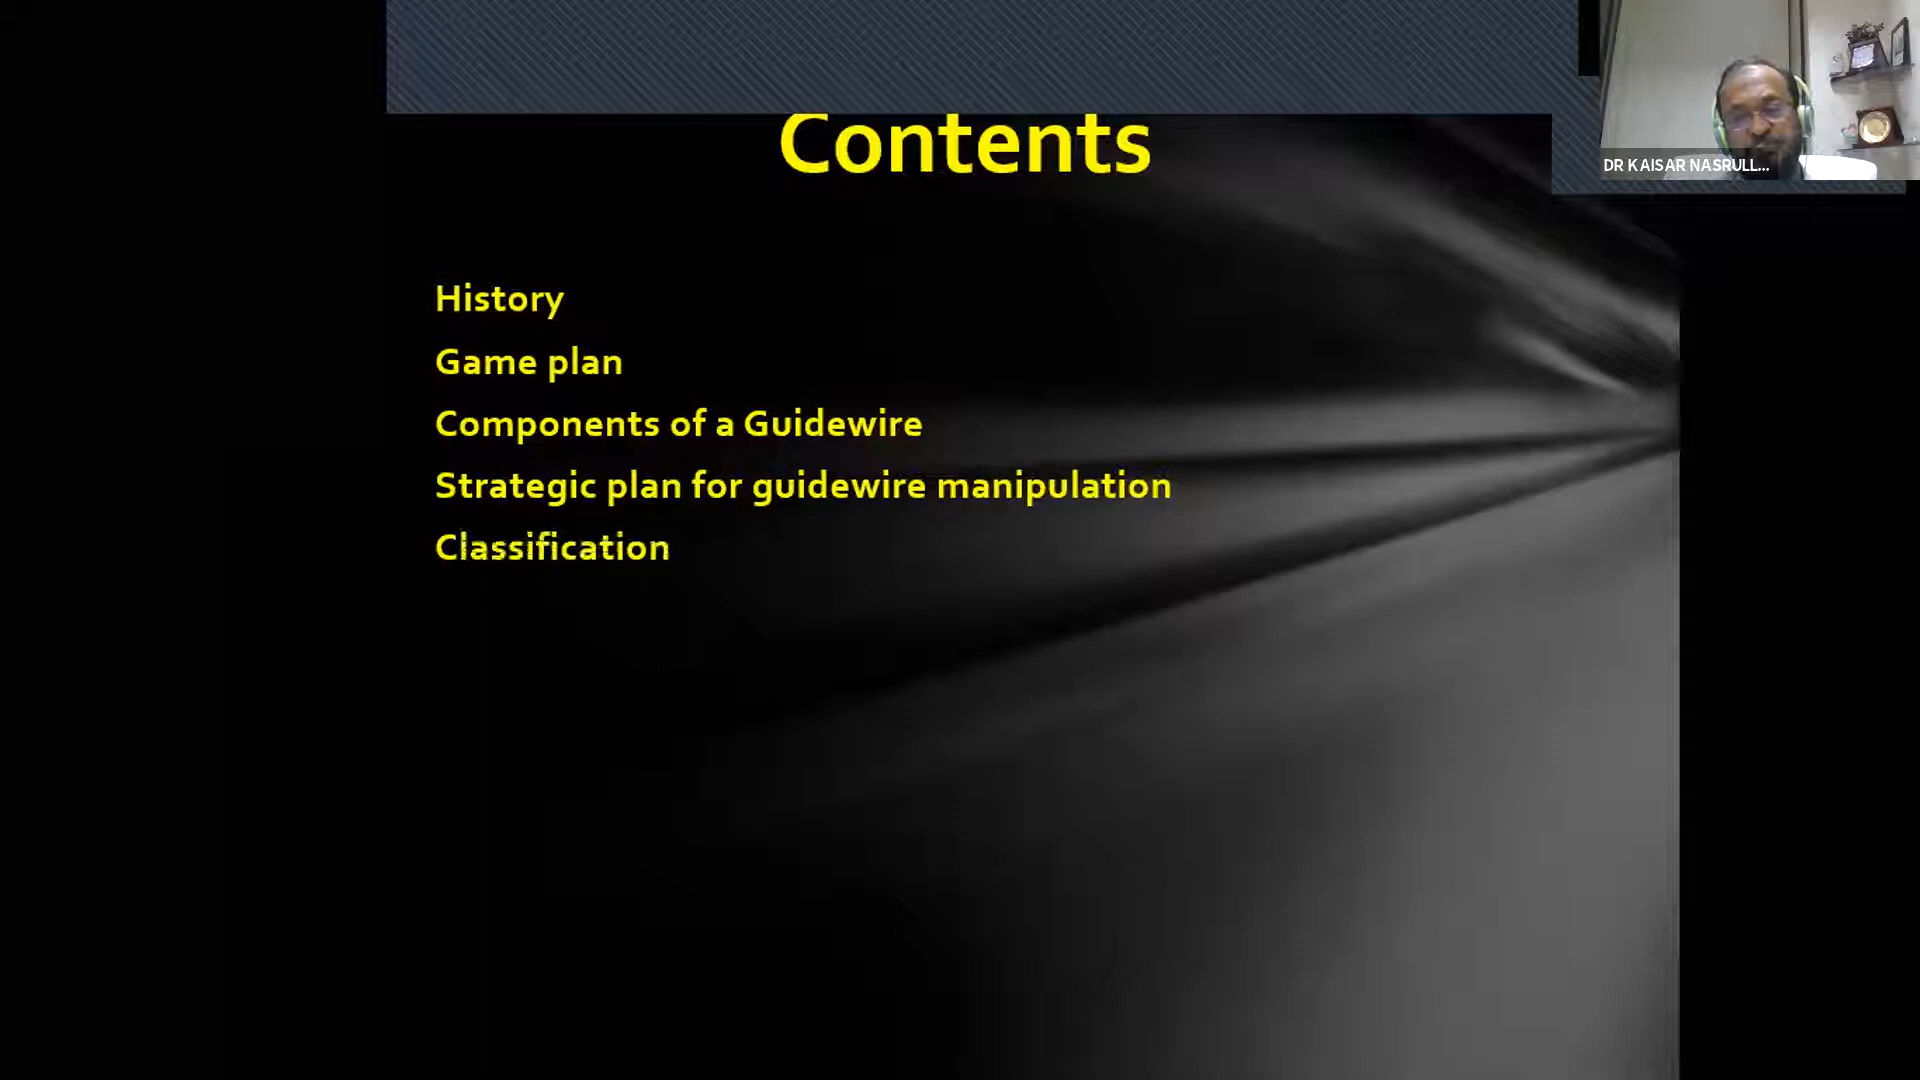 Contents
DR KAISAR NASRULL...
History
Game plan
Components of a Guidewire
Strategic plan for guidewire manipulation
Classification